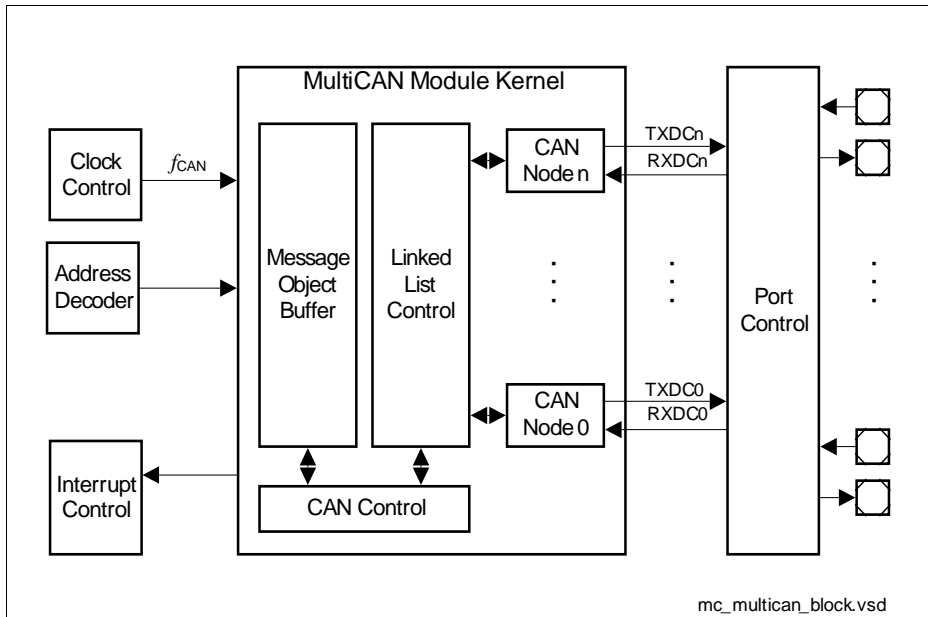 MultiCAN Module Kernel
Clock
Control
fCAN
Address
Decoder
Interrupt
Control
Message
Object
Buffer
Linked
List
Control
CAN Control
CAN
Node n
CAN
Node 0
TXDCn
RXDCn
TXDC0
RXDC0
Port
Control
mc_multican_block.vsd